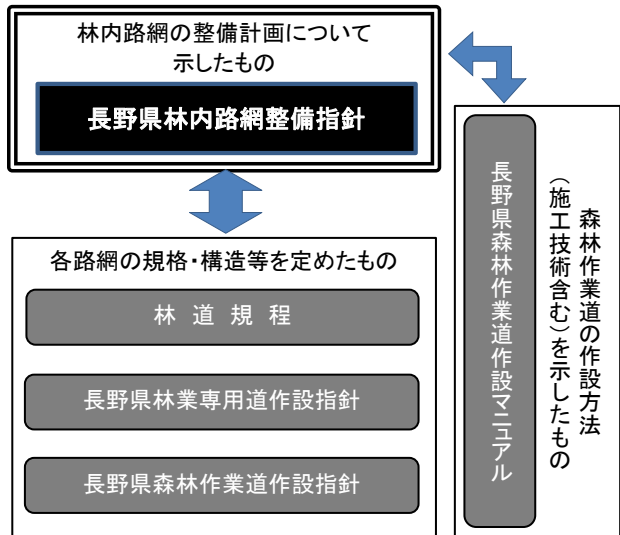 林内路網の整備計画について
示したもの
長野県林内路網整備指針
各路網の規格・構造等を定めたもの
林道規程
長野県林業専用道作設指針
長野県森林作業道作設指針
森林作業道の作設方法
（施工技術含む）を示したもの
長野県森林作業道作設マニュアル